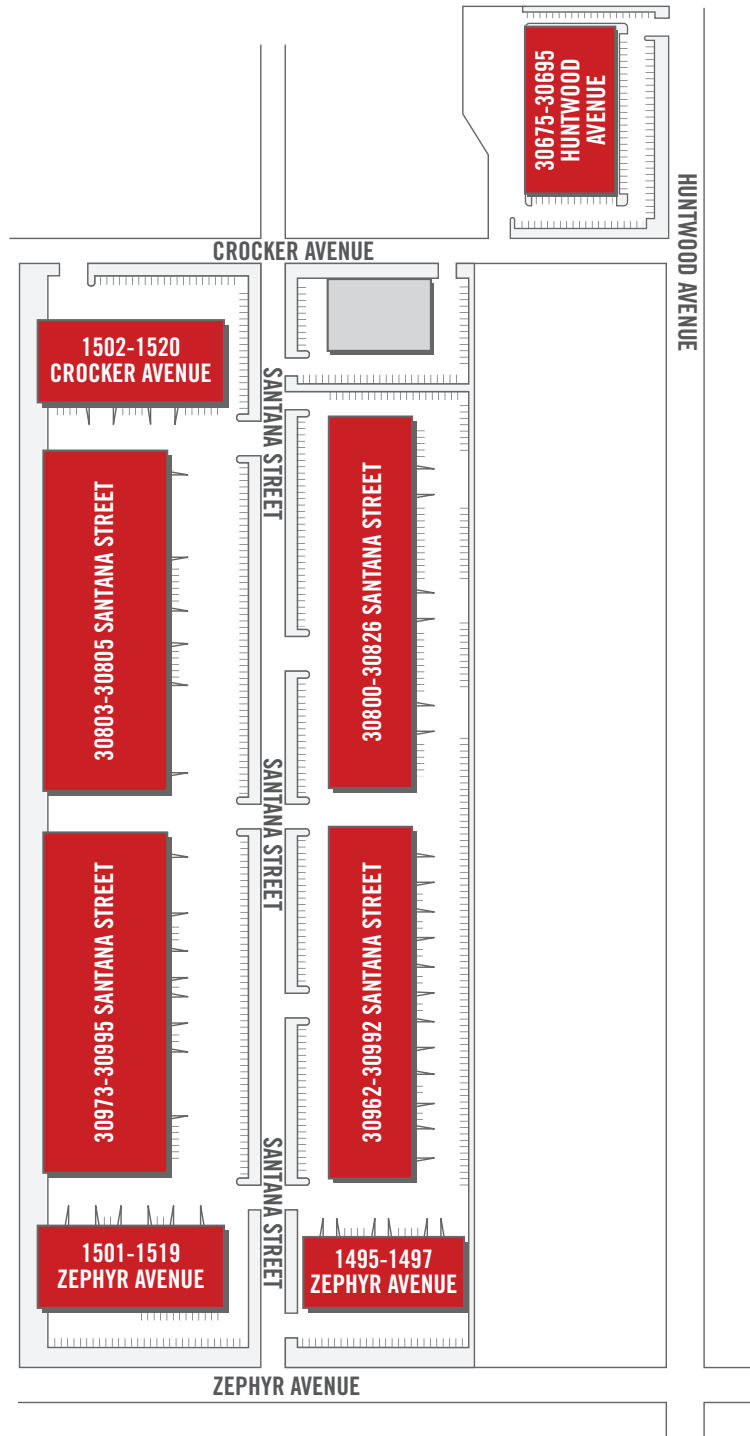 30675-30695
HUNTWOOD
AVENUE
HUNTWOOD AVENUE
CROCKER AVENUE
1502-1520
CROCKER AVENUE
SANTANA STREET
30803-30805 SANTANA STREET
30800-30826 SANTANA STREET
SANTANA STREET
30973-30995 SANTANA STREET
30962-30992 SANTANA STREET
SANTANA STREET
1501-1519
ZEPHYR AVENUE
1495-1497
ZEPHYR AVENUE
ZEPHYR AVENUE